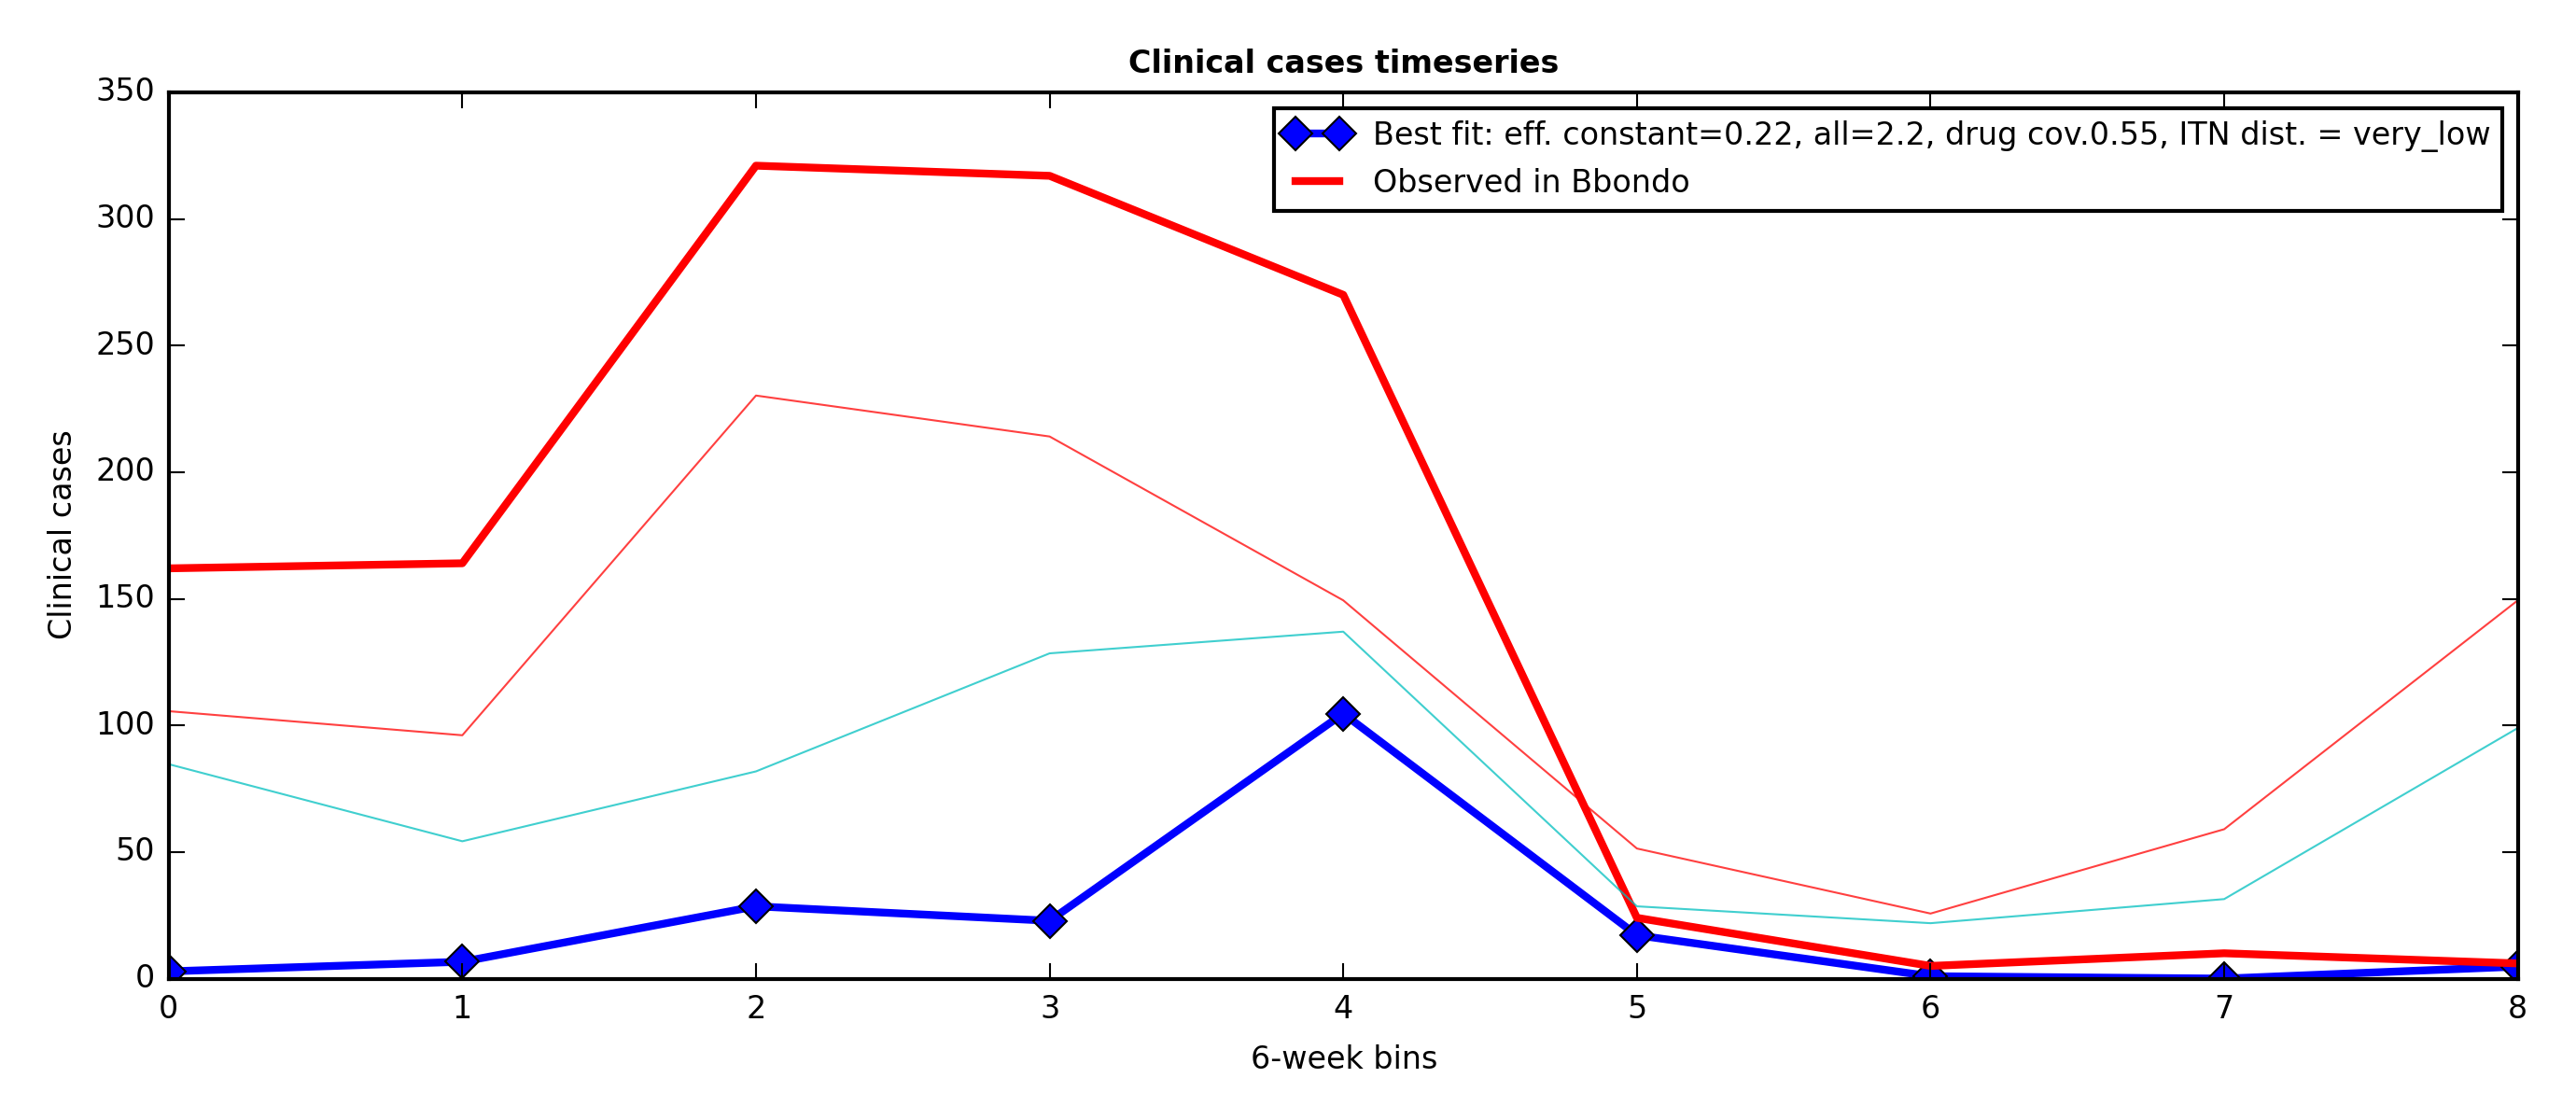 Clinical cases timeseries
Best fit: eff. constant=0.22, all=2.2, drug cov.0.55, ITN dist. = very_low
Observed in Bbondo
350
300
250
200
150
100
50
0
Clinical cases
0 1 2 3 4 5 6 7 8
6-week bins